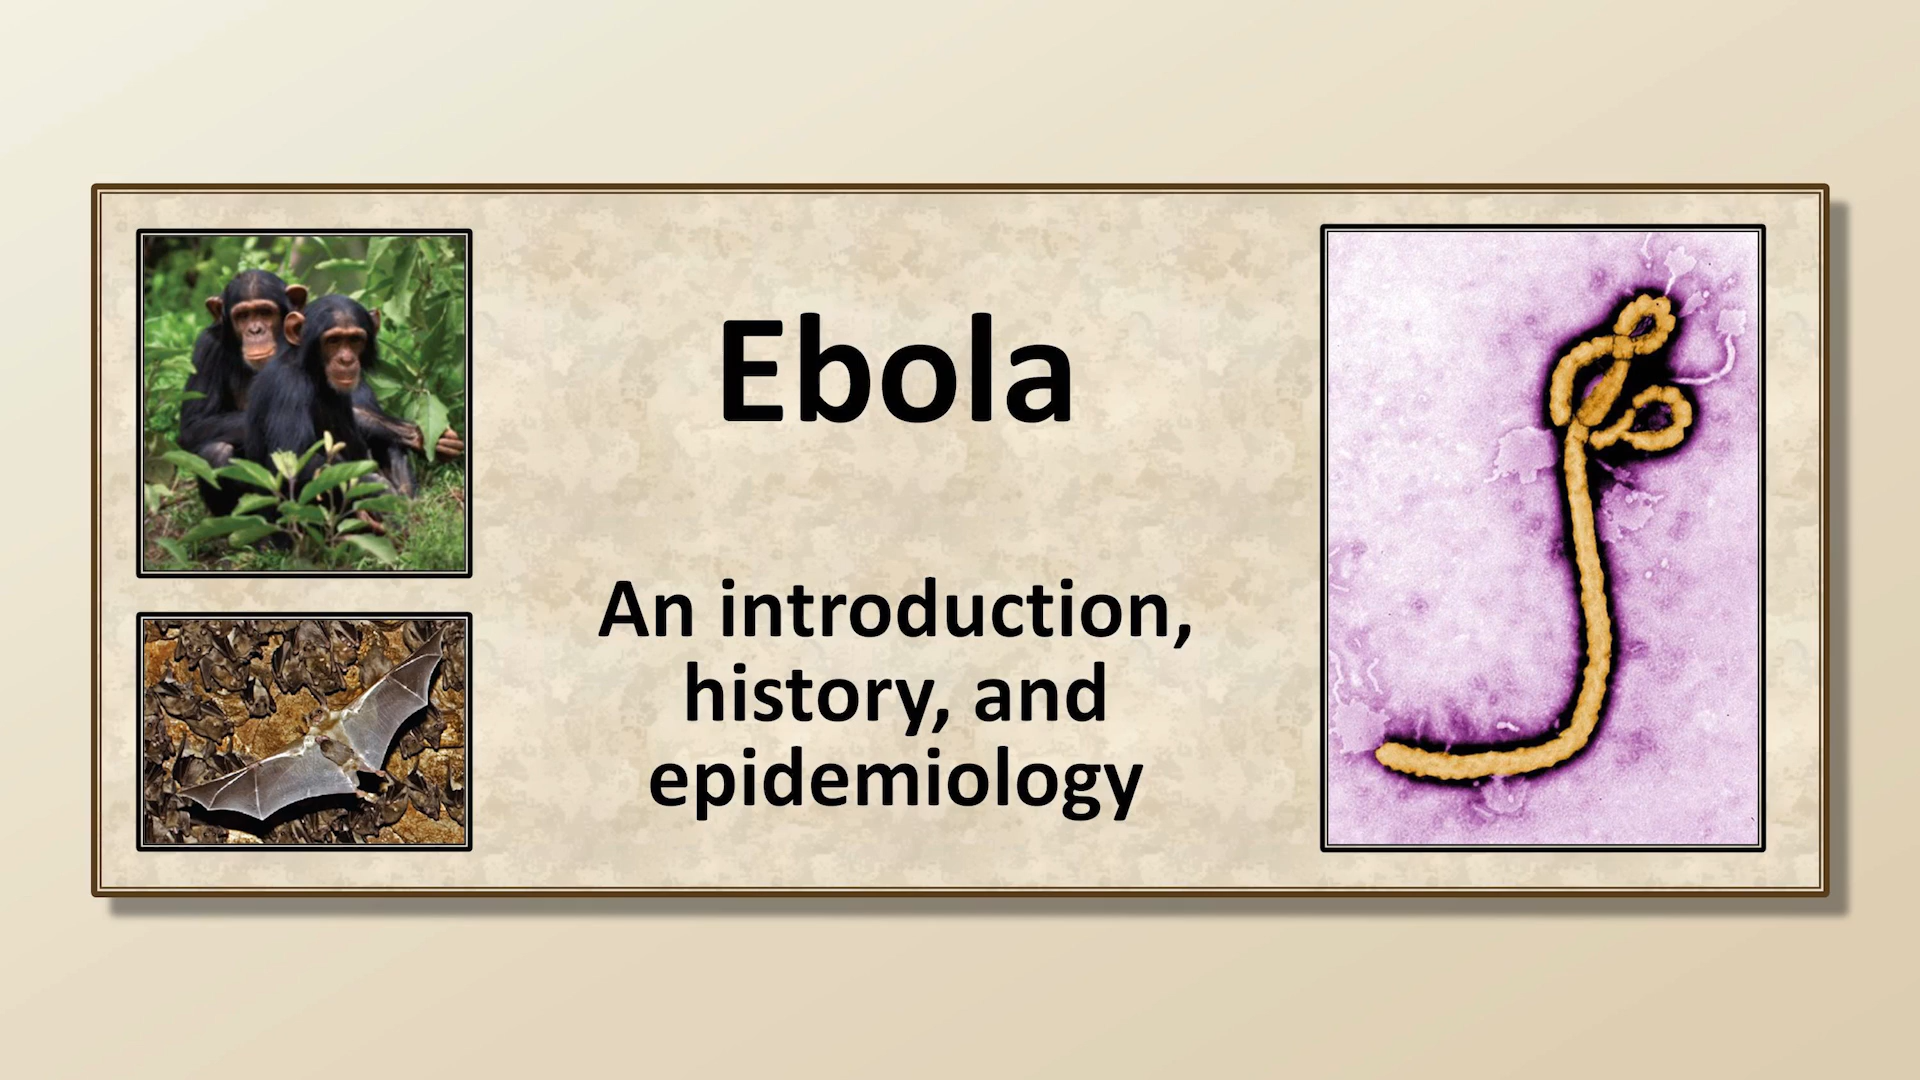 Ebola
An introduction,
history, and
epidemiology